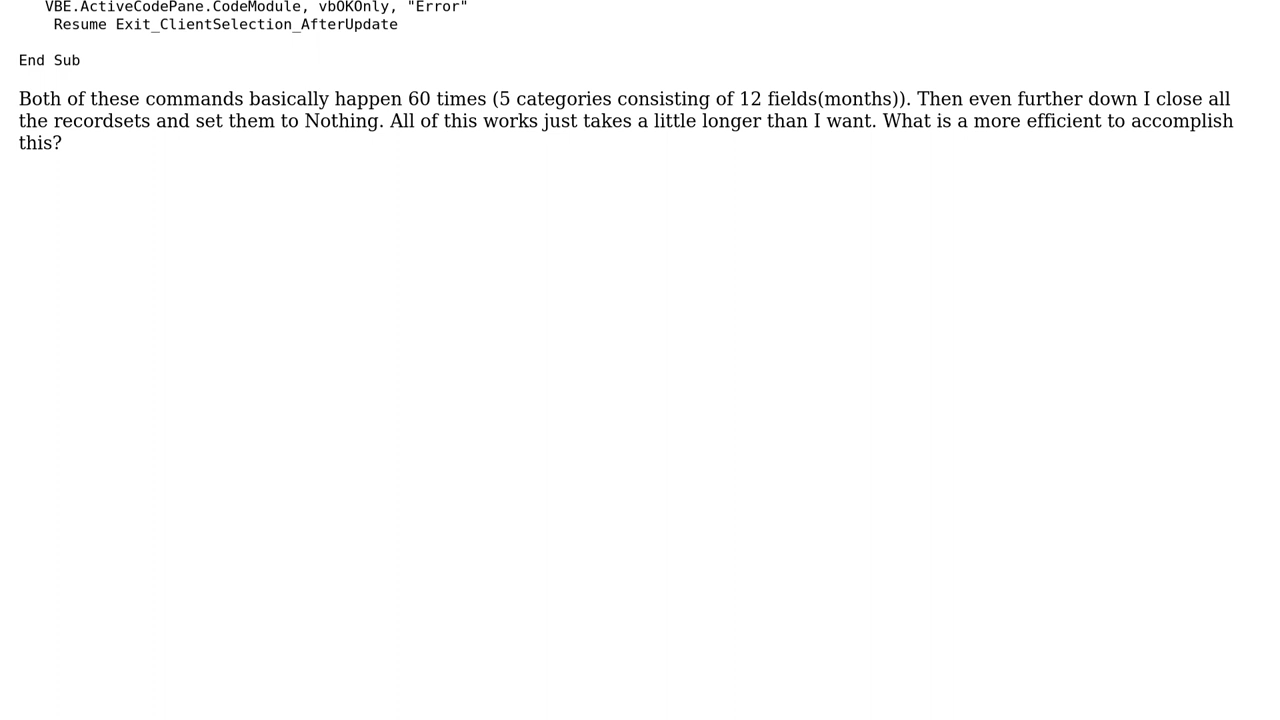 VBE.ActiveCodePane.CodeModule, vbOKOnly, "Error"
Resume Exit_ClientSelection_AfterUpdate
End Sub
Both of these commands basically happen 60 times (5 categories consisting of 12 fields(months)). Then even further down I close all
the recordsets and set them to Nothing. All of this works just takes a little longer than I want. What is a more efficient to accomplish
this?